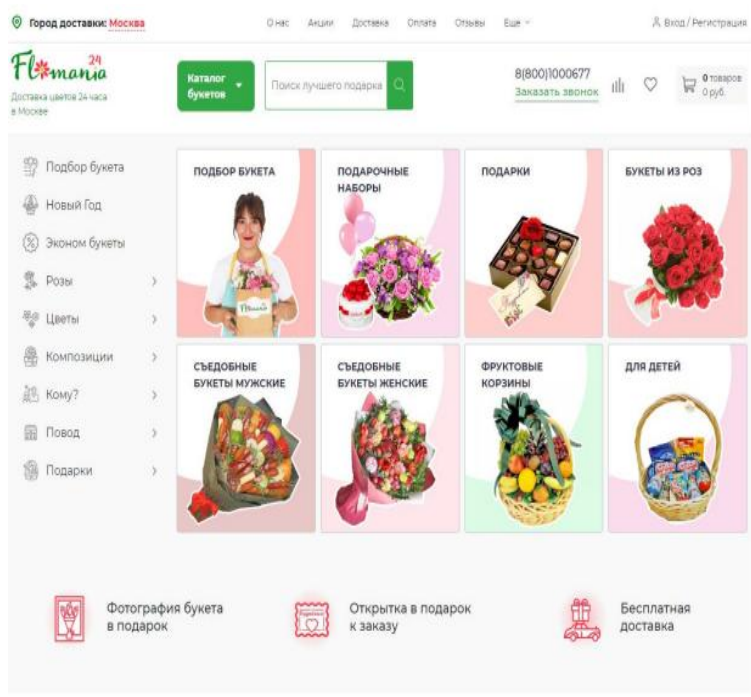 Город доставки: Москва
О нас Акции Доставка Оплата Отзывы Еще
Вход / Регистрация
Flomania 24
Доставка цветов 24 часа
в Москве
Каталог
букетов
Поиск лучшего подарка
8(800)1000677
Заказать звонок
0 товаров
0 руб.
Подбор букета
Новый Год
Эконом букеты
Розы
Цветы
Композиции
Кому?
Повод
Подарки
ПОДБОР БУКЕТА
ПОДАРОЧНЫЕ
НАБОРЫ
ПОДАРКИ
БУКЕТЫ ИЗ РОЗ
СЪЕДОБНЫЕ
БУКЕТЫ МУЖСКИЕ
СЪЕДОБНЫЕ
БУКЕТЫ ЖЕНСКИЕ
ФРУКТОВЫЕ
КОРЗИНЫ
ДЛЯ ДЕТЕЙ
Фотография букета
в подарок
Открытка в подарок
к заказу
Бесплатная
доставка